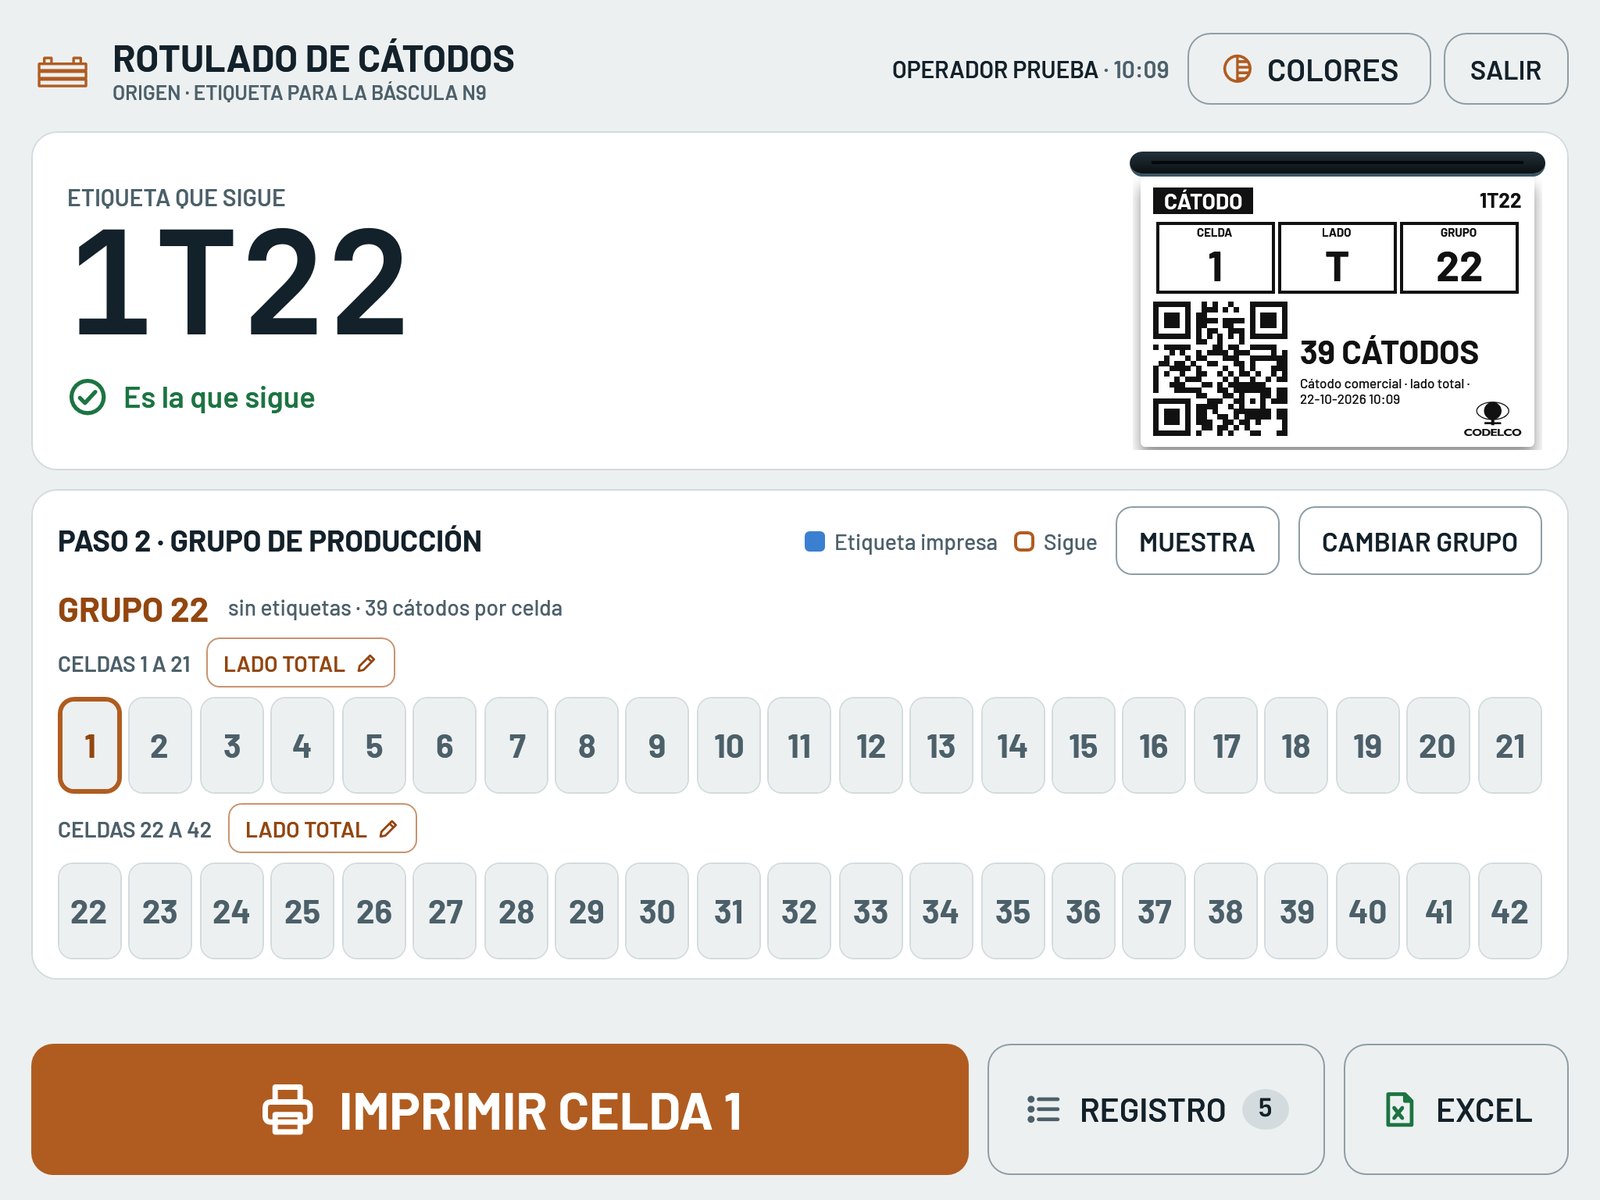 ROTULADO DE CÁTODOS
ORIGEN · ETIQUETA PARA LA BÁSCULA N9
OPERADOR PRUEBA · 10:09
COLORES
SALIR
ETIQUETA QUE SIGUE
1T22
Es la que sigue
CÁTODO
1T22
CELDA
1
LADO
T
GRUPO
22
39 CÁTODOS
Cátodo comercial · lado total ·
22-10-2026 10:09
CODELCO
PASO 2 · GRUPO DE PRODUCCIÓN
Etiqueta impresa
Sigue
MUESTRA
CAMBIAR GRUPO
GRUPO 22 sin etiquetas · 39 cátodos por celda
CELDAS 1 A 21 LADO TOTAL
1 2 3 4 5 6 7 8 9 10 11 12 13 14 15 16 17 18 19 20 21
CELDAS 22 A 42 LADO TOTAL
22 23 24 25 26 27 28 29 30 31 32 33 34 35 36 37 38 39 40 41 42
IMPRIMIR CELDA 1
REGISTRO 5
EXCEL